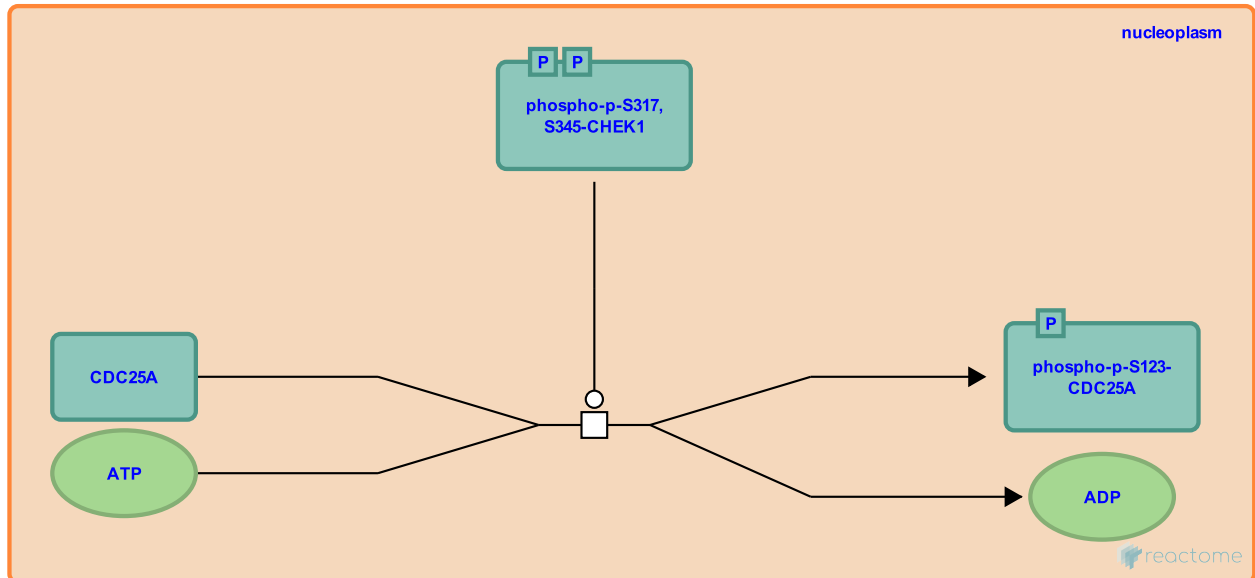 nucleoplasm
P P
phospho-p-S317,
S345-CHEK1
CDC25A
ATP
P
phospho-p-S123-
CDC25A
ADP
reactome